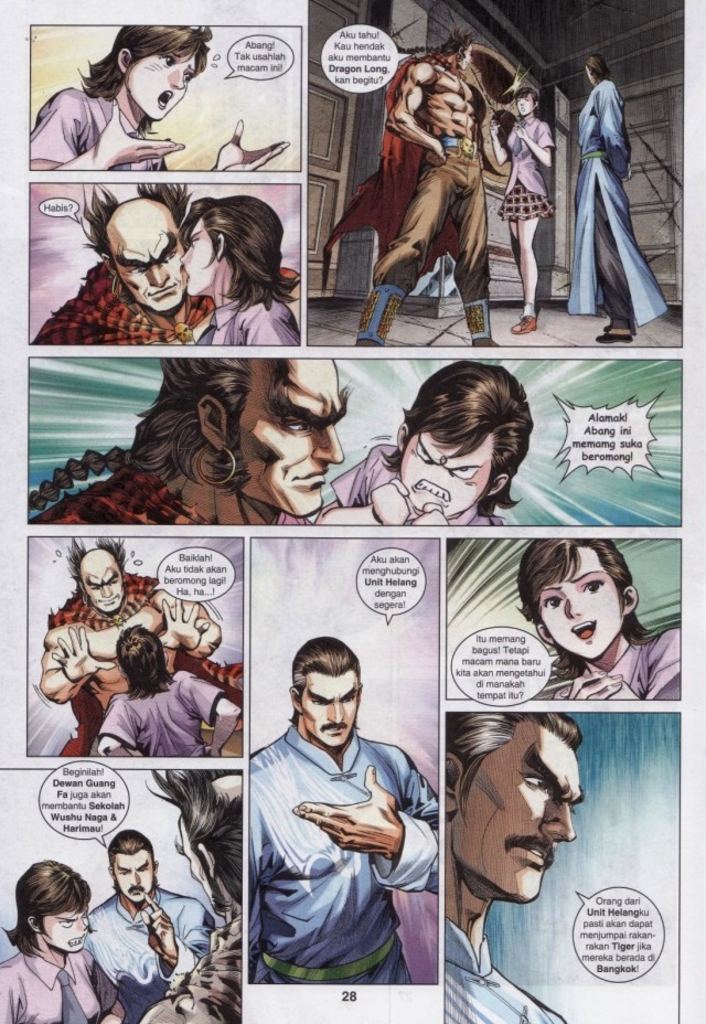 Abang!
Tak usahlah
macam ini!
Aku tahu!
Kau hendak
aku membantu
Dragon Long,
kan begitu?
Habis?
Alamak!
Abang ini
memamg suka
beromong!
Baiklah!
Aku tidak akan
beromong lagi!
Ha, ha...!
Aku akan
menghubungi
Unit Helang
dengan
segera!
Itu memang
bagus! Tetapi
macam mana baru
kita akan mengetahui
di manakah
tempat itu?
Beginilah!
Dewan Guang
Fa juga akan
membantu Sekolah
Wushu Naga &
Harimau!
Orang dari
Unit Helangku
pasti akan dapat
menjumpai rakan-
rakan Tiger jika
mereka berada di
Bangkok!
28